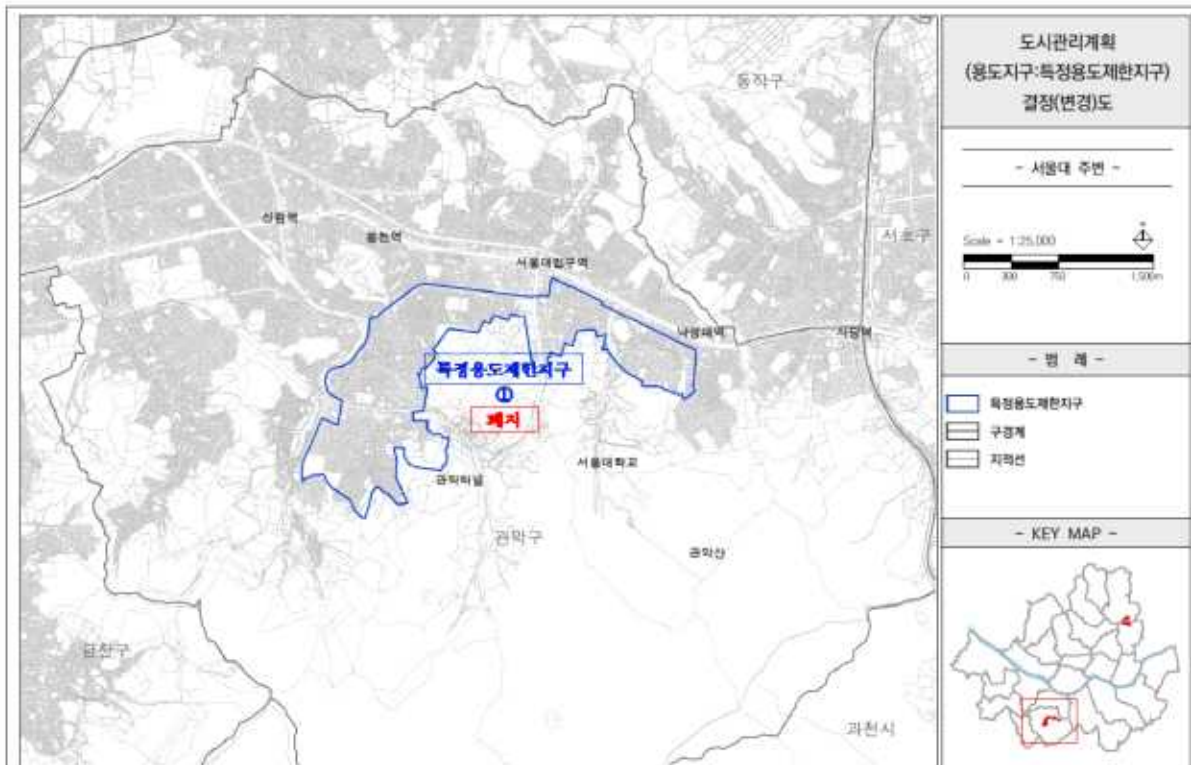 동작구
신림역
봉천역
서울대입구역
서초구
낙성대역
사당역
특정용도제한지구
①
폐지
서울대학교
관악터널
관악구
관악산
금천구
과천시
도시관리계획
(용도지구:특정용도제한지구)
결정(변경)도
- 서울대 주변 -
Scale = 1:25,000
0 300 750 1,500m
- 범 례 -
특정용도제한지구
구경계
지적선
- KEY MAP -